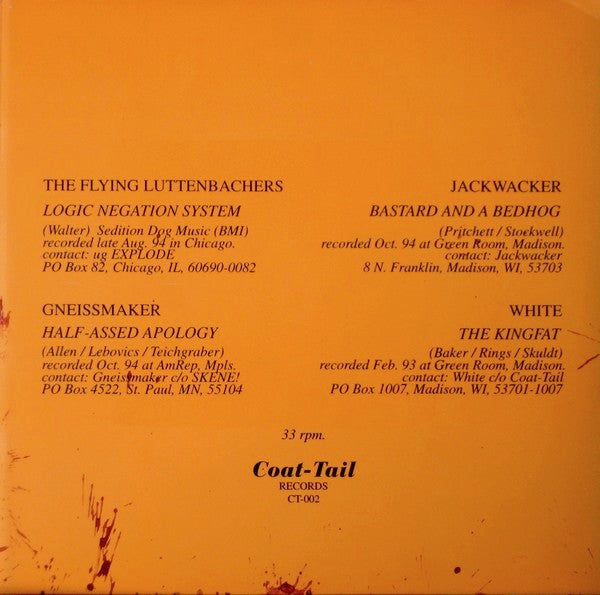 THE FLYING LUTTENBACHERS
LOGIC NEGATION SYSTEM
(Walter) Sedition Dog Music (BMI)
recorded late Aug. 94 in Chicago.
contact: ug EXPLODE
PO Box 82, Chicago, IL, 60690-0082
JACKWACKER
BASTARD AND A BEDHOG
(Pritchett / Stockwell)
recorded Oct. 94 at Green Room, Madison.
contact: Jackwacker
8 N. Franklin, Madison, WI, 53703
GNEISSMAKER
HALF-ASSED APOLOGY
(Allen / Lebovics / Teichgraber)
recorded Oct. 94 at AmRep, Mpls.
contact: Gneissmaker c/o SKENE!
PO Box 4522, St. Paul, MN, 55104
WHITE
THE KINGFAT
(Baker / Rings / Skuldt)
recorded Feb. 93 at Green Room, Madison.
contact: White c/o Coat-Tail
PO Box 1007, Madison, WI, 53701-1007
33 rpm.
Coat-Tail
RECORDS
CT-002